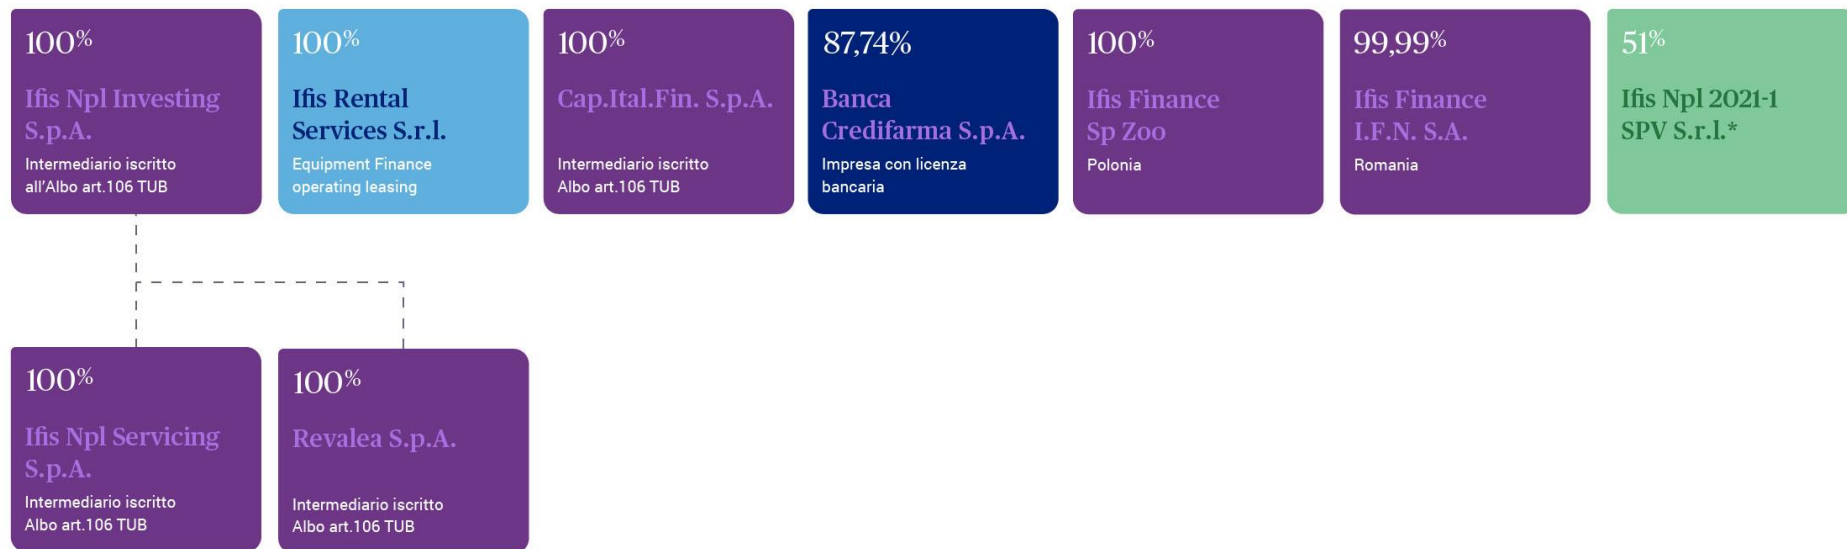 100%
Ifis Npl Investing
S.p.A.
Intermediario iscritto
all'Albo art.106 TUB
100%
Ifis Rental
Services S.r.l.
Equipment Finance
operating leasing
100%
Cap.Ital.Fin. S.p.A.
Intermediario iscritto
Albo art.106 TUB
87,74%
Banca
Credifarma S.p.A.
Impresa con licenza
bancaria
100%
Ifis Finance
Sp Zoo
Polonia
99,99%
Ifis Finance
I.F.N. S.A.
Romania
51%
Ifis Npl 2021-1
SPV S.r.l.*
100%
Ifis Npl Servicing
S.p.A.
Intermediario iscritto
Albo art.106 TUB
100%
Revalea S.p.A.
Intermediario iscritto
Albo art.106 TUB